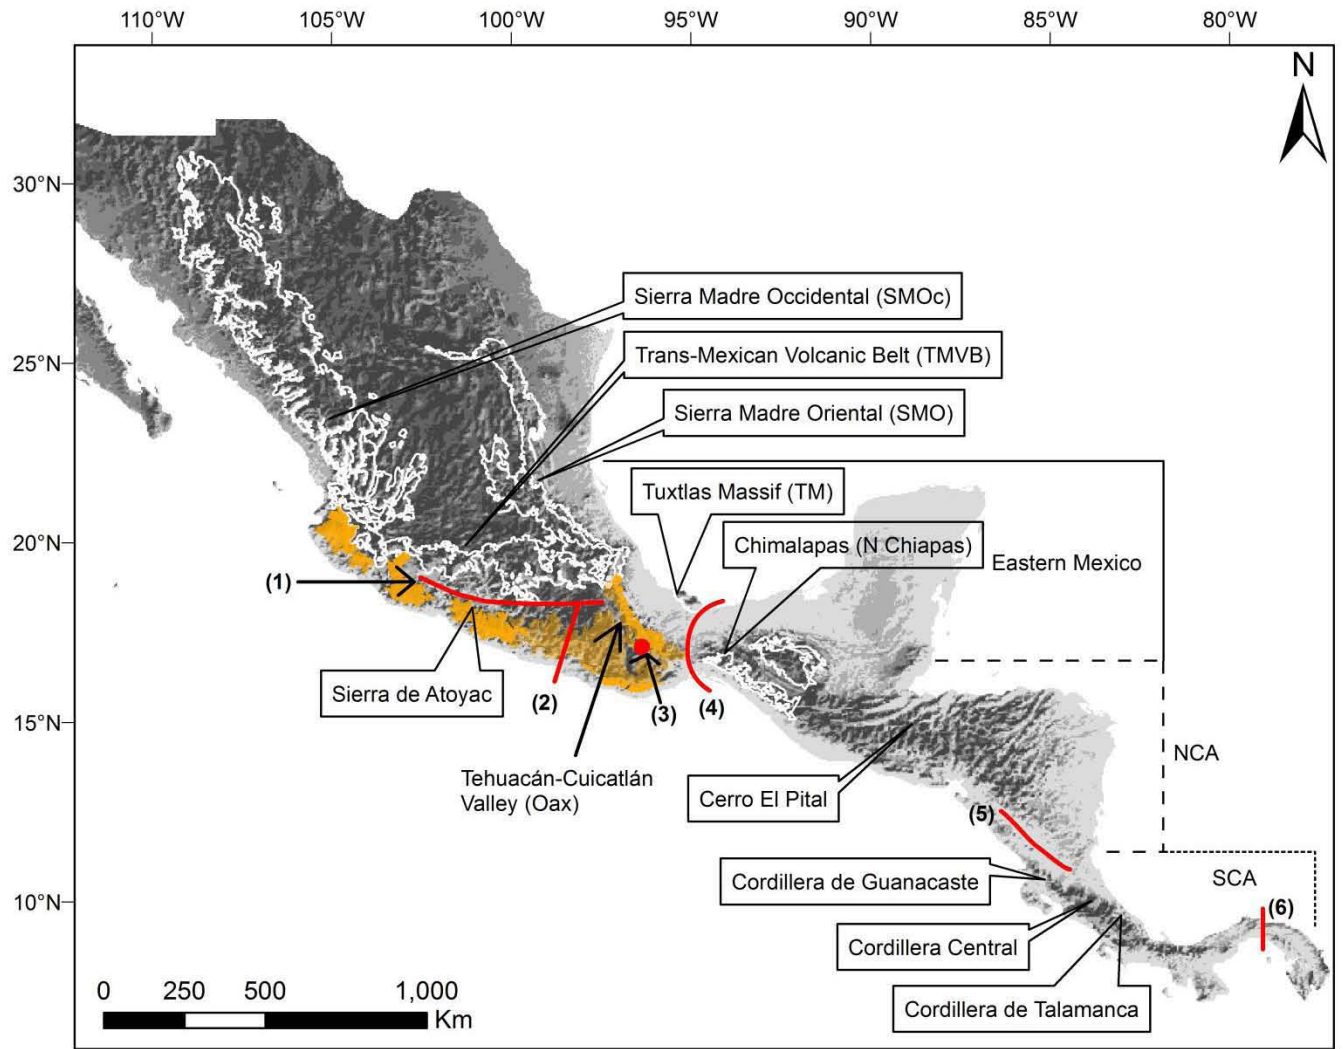 110°W
105°W
100°W
95°W
90°W
85°W
80°W
N
30°N
Sierra Madre Occidental (SMOc)
25°N
Trans-Mexican Volcanic Belt (TMVB)
Sierra Madre Oriental (SMO)
Tuxtlas Massif (TM)
20°N
Chimalapas (N Chiapas)
Eastern Mexico
(1)
Sierra de Atoyac
(2)
(3)
(4)
15°N
NCA
Tehuacán-Cuicatlán
Valley (Oax)
Cerro El Pital
(5)
Cordillera de Guanacaste
SCA
10°N
(6)
Cordillera Central
Cordillera de Talamanca
0
250
500
1,000
Km